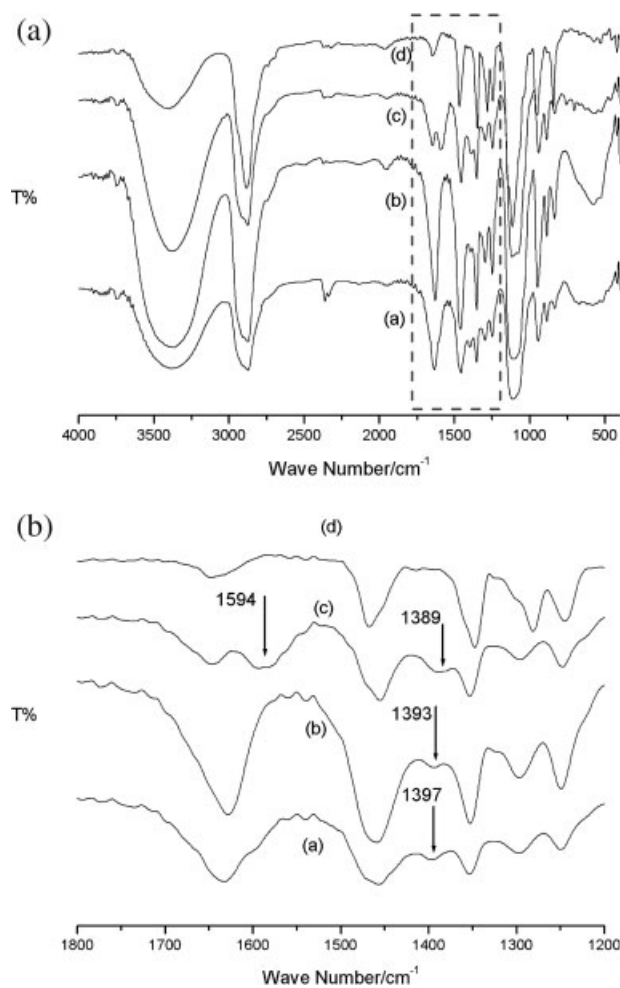 (a)
(d)
(c)
(b)
(a)
T%
4000 3500 3000 2500 2000 1500 1000 500
Wave Number/cm⁻¹
(b)
(d)
1594
(c)
1389
1393
(b)
T%
1397
(a)
1800 1700 1600 1500 1400 1300 1200
Wave Number/cm⁻¹